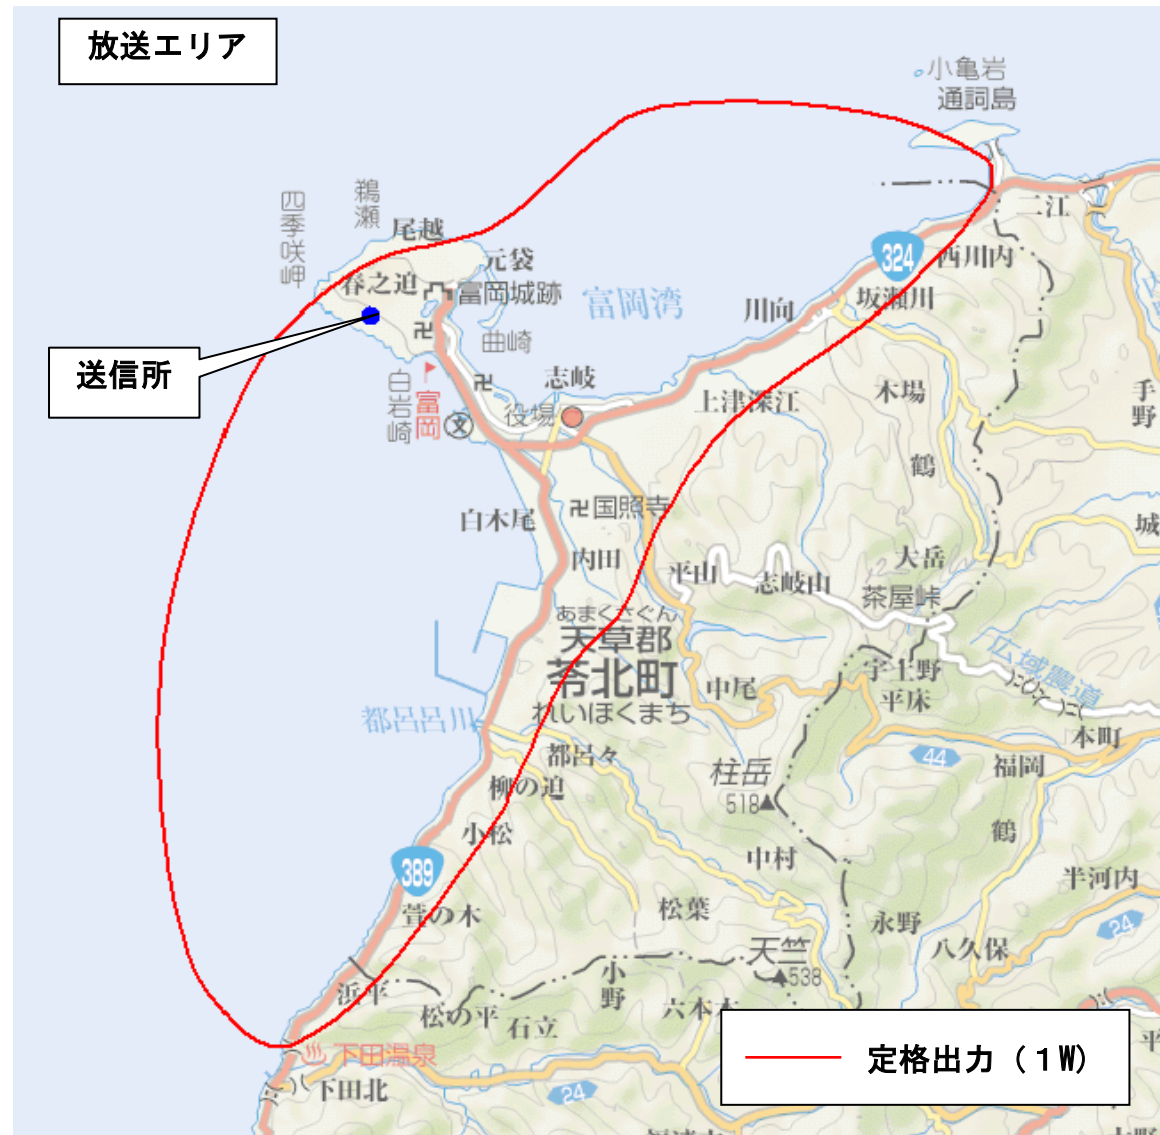 放送エリア
小亀岩
通詞島
鵜瀬
四季咲岬
尾越
二江
元袋
324
西川内
春之迫
富岡城跡
富岡湾
川向
坂瀬川
曲崎
送信所
志岐
白岩崎
富岡
役場
文
上津深江
木場
手野
鶴
国照寺
白木尾
城
内田
平山
志岐山
大岳
茶屋峠
あまくさぐん
天草郡
苓北町
れいほくまち
広域農道
宇土野
平床
中尾
都呂呂川
本町
都呂々
44
福岡
柱岳
518
柳の迫
小松
鶴
中村
389
半河内
萱の木
松葉
永野
24
八久保
天竺
538
小野
浜平
松の平
石立
六本木
下田温泉
下田北
24
定格出力（１W)
平